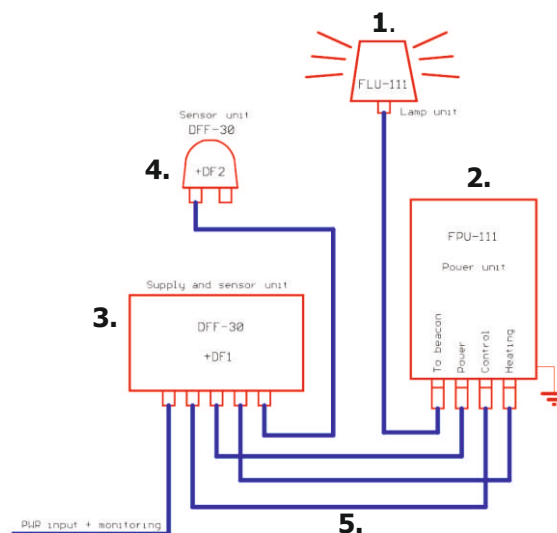 1.
FLU-111
Lamp unit
Sensor unit
DFF-30
4.
+DF2
2.
FPU-111
Power unit
To beacon
Power
Control
Heating
Supply and sensor unit
3.
DFF-30
+DF1
PWR input + monitoring
5.